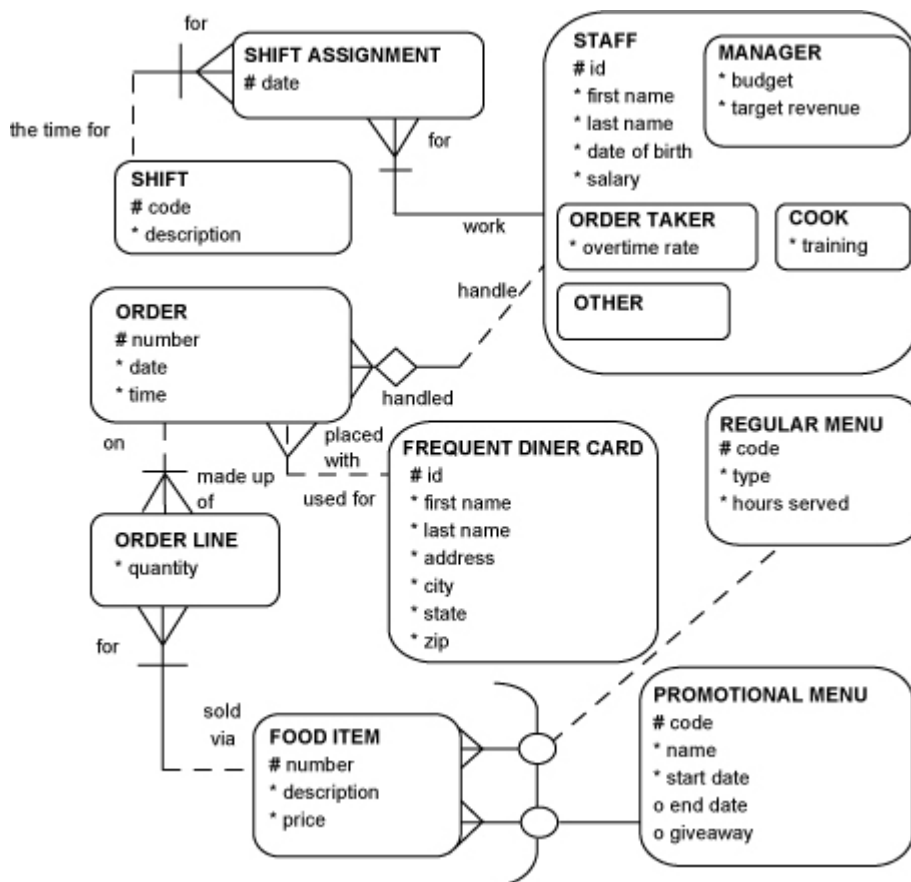 for
SHIFT ASSIGNMENT
# date
the time for
SHIFT
# code
* description
for
work
STAFF
# id
* first name
* last name
* date of birth
* salary
MANAGER
* budget
* target revenue
ORDER TAKER
* overtime rate
COOK
* training
OTHER
handle
ORDER
# number
* date
* time
handled
on
made up
of
placed
with
used for
FREQUENT DINER CARD
# id
* first name
* last name
* address
* city
* state
* zip
REGULAR MENU
# code
* type
* hours served
ORDER LINE
* quantity
for
sold
via
FOOD ITEM
# number
* description
* price
PROMOTIONAL MENU
# code
* name
* start date
o end date
o giveaway